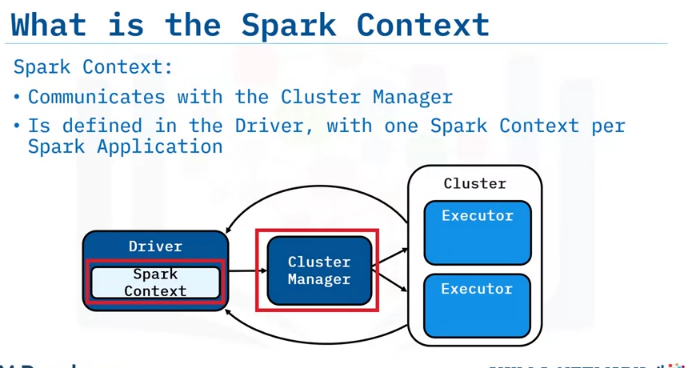 What is the Spark Context
Spark Context:
• Communicates with the Cluster Manager
• Is defined in the Driver, with one Spark Context per
Spark Application
Driver
Spark
Context
Cluster
Manager
Cluster
Executor
Executor